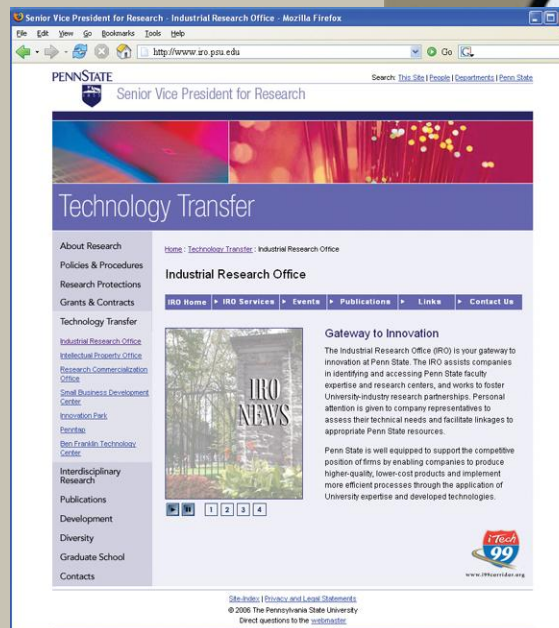 Senior Vice President for Research - Industrial Research Office - Mozilla Firefox
File Edit View Go Bookmarks Tools Help
http://www.iro.psu.edu
Go
PENNSTATE
Search: This Site | People | Departments | Penn State
Senior Vice President for Research
Technology Transfer
About Research
Policies & Procedures
Research Protections
Grants & Contracts
Technology Transfer
Industrial Research Office
Intellectual Property Office
Research Commercialization
Office
Small Business Development
Center
Innovation Park
Penntap
Ben Franklin Technology
Center
Interdisciplinary
Research
Publications
Development
Diversity
Graduate School
Contacts
Home : Technology Transfer : Industrial Research Office
Industrial Research Office
IRO Home IRO Services Events Publications Links Contact Us
IRO
NEWS
1 2 3 4
Gateway to Innovation
The Industrial Research Office (IRO) is your gateway to
innovation at Penn State. The IRO assists companies
in identifying and accessing Penn State faculty
expertise and research centers, and works to foster
University-industry research partnerships. Personal
attention is given to company representatives to
assess their technical needs and facilitate linkages to
appropriate Penn State resources.
Penn State is well equipped to support the competitive
position of firms by enabling companies to produce
higher-quality, lower-cost products and implement
more efficient processes through the application of
University expertise and developed technologies.
iTech
99
www.i99corridor.org
Site-Index | Privacy and Legal Statements
© 2006 The Pennsylvania State University
Direct questions to the webmaster